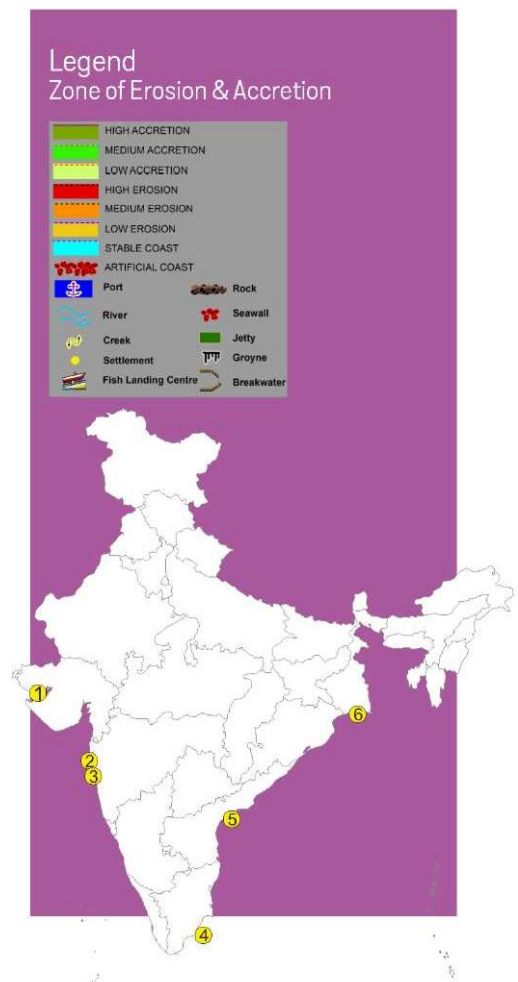 Legend
Zone of Erosion & Accretion
HIGH ACCRETION
MEDIUM ACCRETION
LOW ACCRETION
HIGH EROSION
MEDIUM EROSION
LOW EROSION
STABLE COAST
ARTIFICIAL COAST
Port
Rock
River
Seawall
Creek
Jetty
Settlement
Groyne
Fish Landing Centre
Breakwater
1
6
2
3
5
4